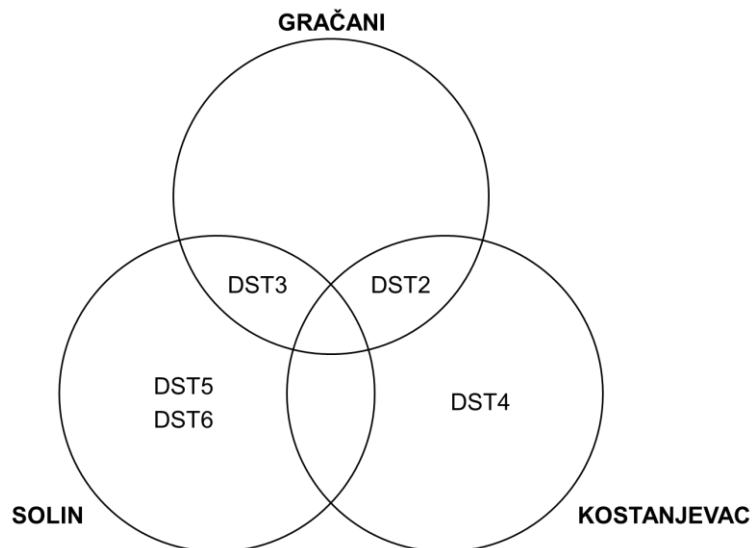 GRAČANI
DST3
DST2
DST5
DST6
DST4
SOLIN
KOSTANJEVAC